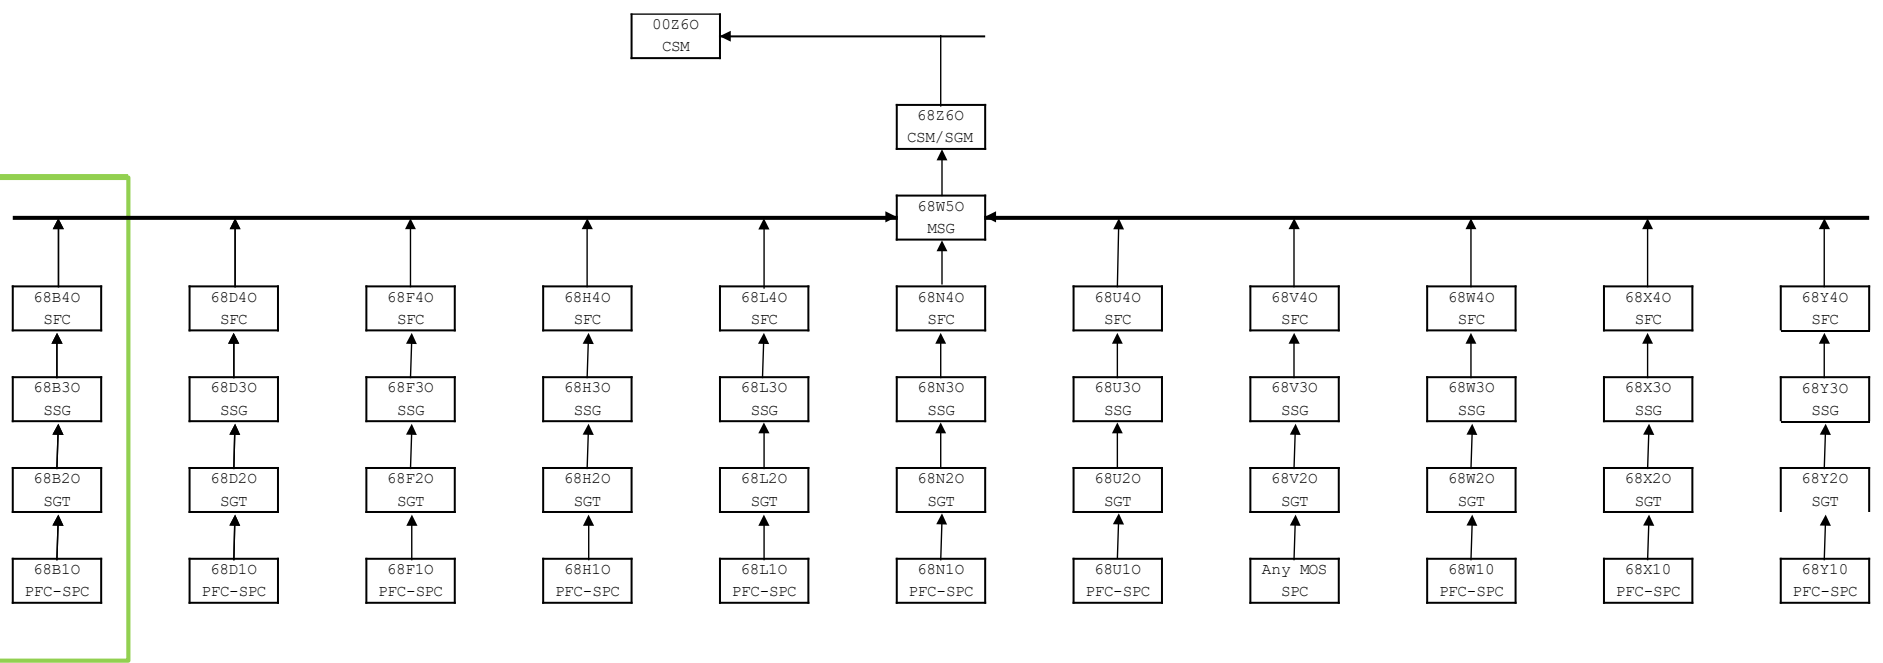 00Z6O
CSM
68Z6O
CSM/SGM
68W5O
MSG
68B4O
SFC
68D4O
SFC
68F4O
SFC
68H4O
SFC
68L4O
SFC
68N4O
SFC
68U4O
SFC
68V4O
SFC
68W4O
SFC
68X4O
SFC
68Y4O
SFC
68B3O
SSG
68D3O
SSG
68F3O
SSG
68H3O
SSG
68L3O
SSG
68N3O
SSG
68U3O
SSG
68V3O
SSG
68W3O
SSG
68X3O
SSG
68Y3O
SSG
68B2O
SGT
68D2O
SGT
68F2O
SGT
68H2O
SGT
68L2O
SGT
68N2O
SGT
68U2O
SGT
68V2O
SGT
68W2O
SGT
68X2O
SGT
68Y2O
SGT
68B1O
PFC-SPC
68D1O
PFC-SPC
68F1O
PFC-SPC
68H1O
PFC-SPC
68L1O
PFC-SPC
68N1O
PFC-SPC
68U1O
PFC-SPC
Any MOS
SPC
68W10
PFC-SPC
68X10
PFC-SPC
68Y10
PFC-SPC